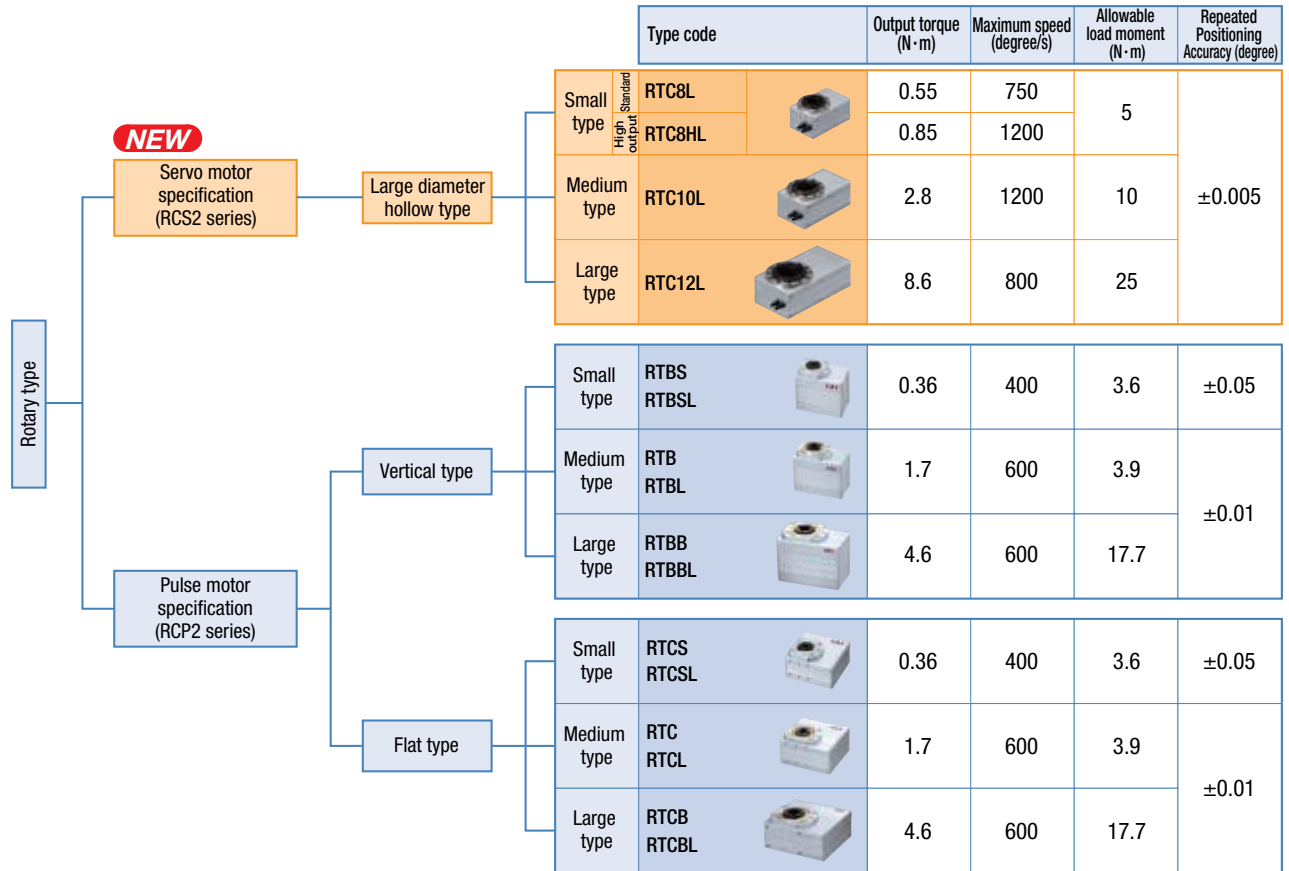 Type code
Output torque
(N·m)
Maximum speed
(degree/s)
Allowable
load moment
(N·m)
Repeated
Positioning
Accuracy (degree)
NEW
Servo motor
specification
(RCS2 series)
Large diameter
hollow type
Small
type
Standard
RTC8L
0.55
750
5
High
output
RTC8HL
0.85
1200
Medium
type
RTC10L
2.8
1200
10
±0.005
Large
type
RTC12L
8.6
800
25
Rotary type
Pulse motor
specification
(RCP2 series)
Vertical type
Small
type
RTBS
RTBSL
0.36
400
3.6
±0.05
Medium
type
RTB
RTBL
1.7
600
3.9
±0.01
Large
type
RTBB
RTBBL
4.6
600
17.7
Flat type
Small
type
RTCS
RTCSL
0.36
400
3.6
±0.05
Medium
type
RTC
RTCL
1.7
600
3.9
±0.01
Large
type
RTCB
RTCBL
4.6
600
17.7